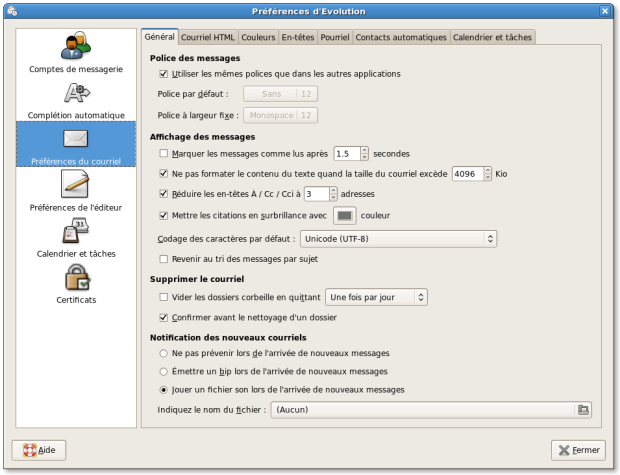 Préférences d'Evolution
Comptes de messagerie
Complétion automatique
Préférences du courriel
Préférences de l'éditeur
Calendrier et tâches
Certificats
Général Courriel HTML Couleurs En-têtes Pourriel Contacts automatiques Calendrier et tâches
Police des messages
Utiliser les mêmes polices que dans les autres applications
Police par défaut : Sans 12
Police à largeur fixe : Monospace 12
Affichage des messages
Marquer les messages comme lus après 1.5 secondes
Ne pas formater le contenu du texte quand la taille du courriel excède 4096 Kio
Réduire les en-têtes À / Cc / Cci à 3 adresses
Mettre les citations en surbrillance avec couleur
Codage des caractères par défaut : Unicode (UTF-8)
Revenir au tri des messages par sujet
Supprimer le courriel
Vider les dossiers corbeille en quittant Une fois par jour
Confirmer avant le nettoyage d'un dossier
Notification des nouveaux courriels
Ne pas prévenir lors de l'arrivée de nouveaux messages
Émettre un bip lors de l'arrivée de nouveaux messages
Jouer un fichier son lors de l'arrivée de nouveaux messages
Indiquez le nom du fichier : (Aucun)
Aide Fermer